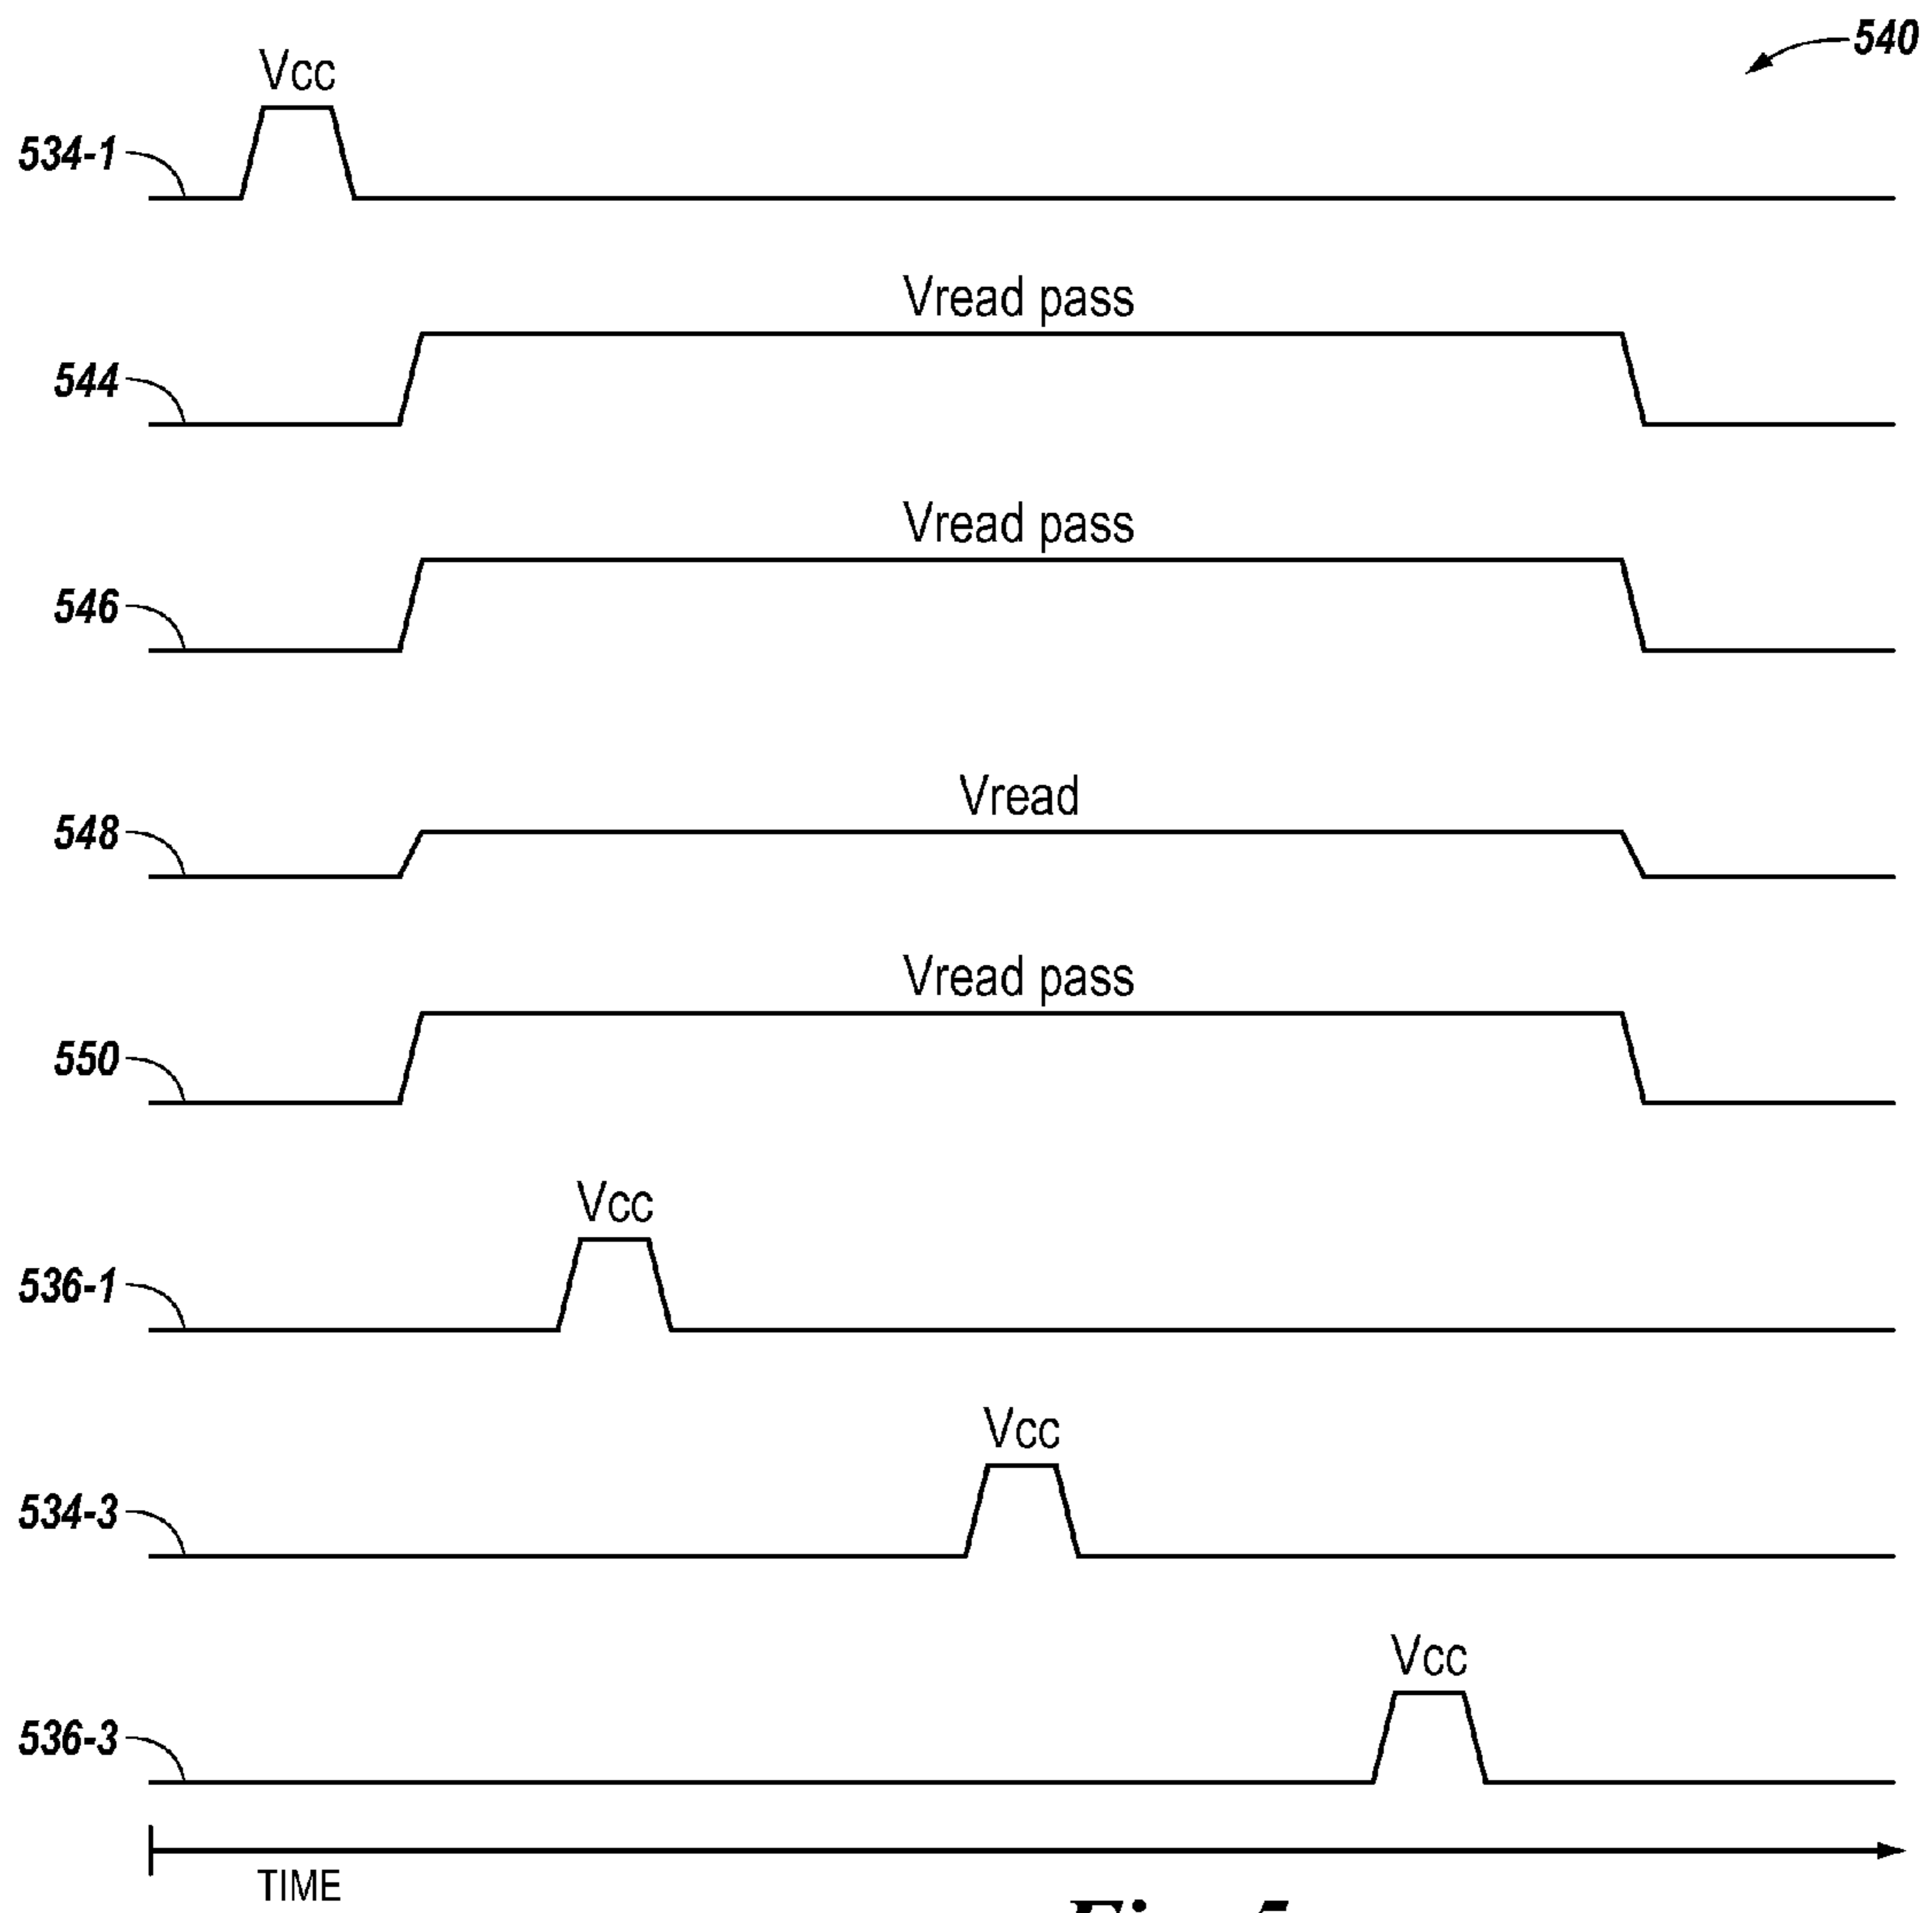 540
Vcc
534-1
Vread pass
544
Vread pass
546
Vread
548
Vread pass
550
Vcc
536-1
Vcc
534-3
Vcc
536-3
TIME